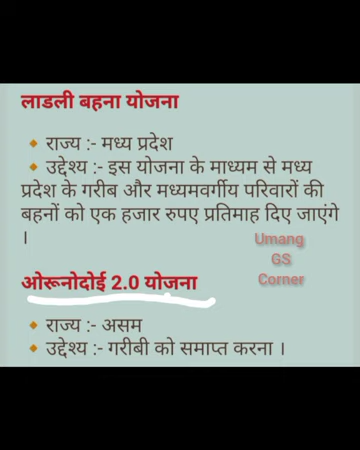 लाडली बहना योजना
🔸 राज्य :- मध्य प्रदेश
🔸 उद्देश्य :- इस योजना के माध्यम से मध्य
प्रदेश के गरीब और मध्यमवर्गीय परिवारों की
बहनों को एक हजार रुपए प्रतिमाह दिए जाएंगे
।
Umang
GS
Corner
ओरूनोदोई 2.0 योजना
🔸 राज्य :- असम
🔸 उद्देश्य :- गरीबी को समाप्त करना ।